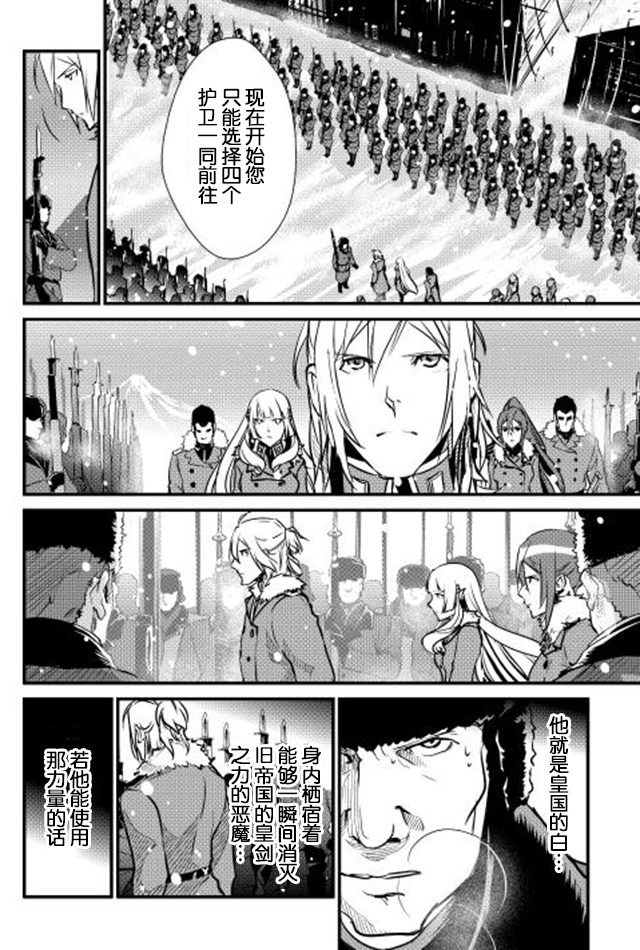 现在开始您
只能选择四个
护卫一同前往
他就是皇国的白…
身内栖宿着
能够一瞬间消灭
旧帝国的皇剑
之力的恶魔…
若他能使用
那力量的话